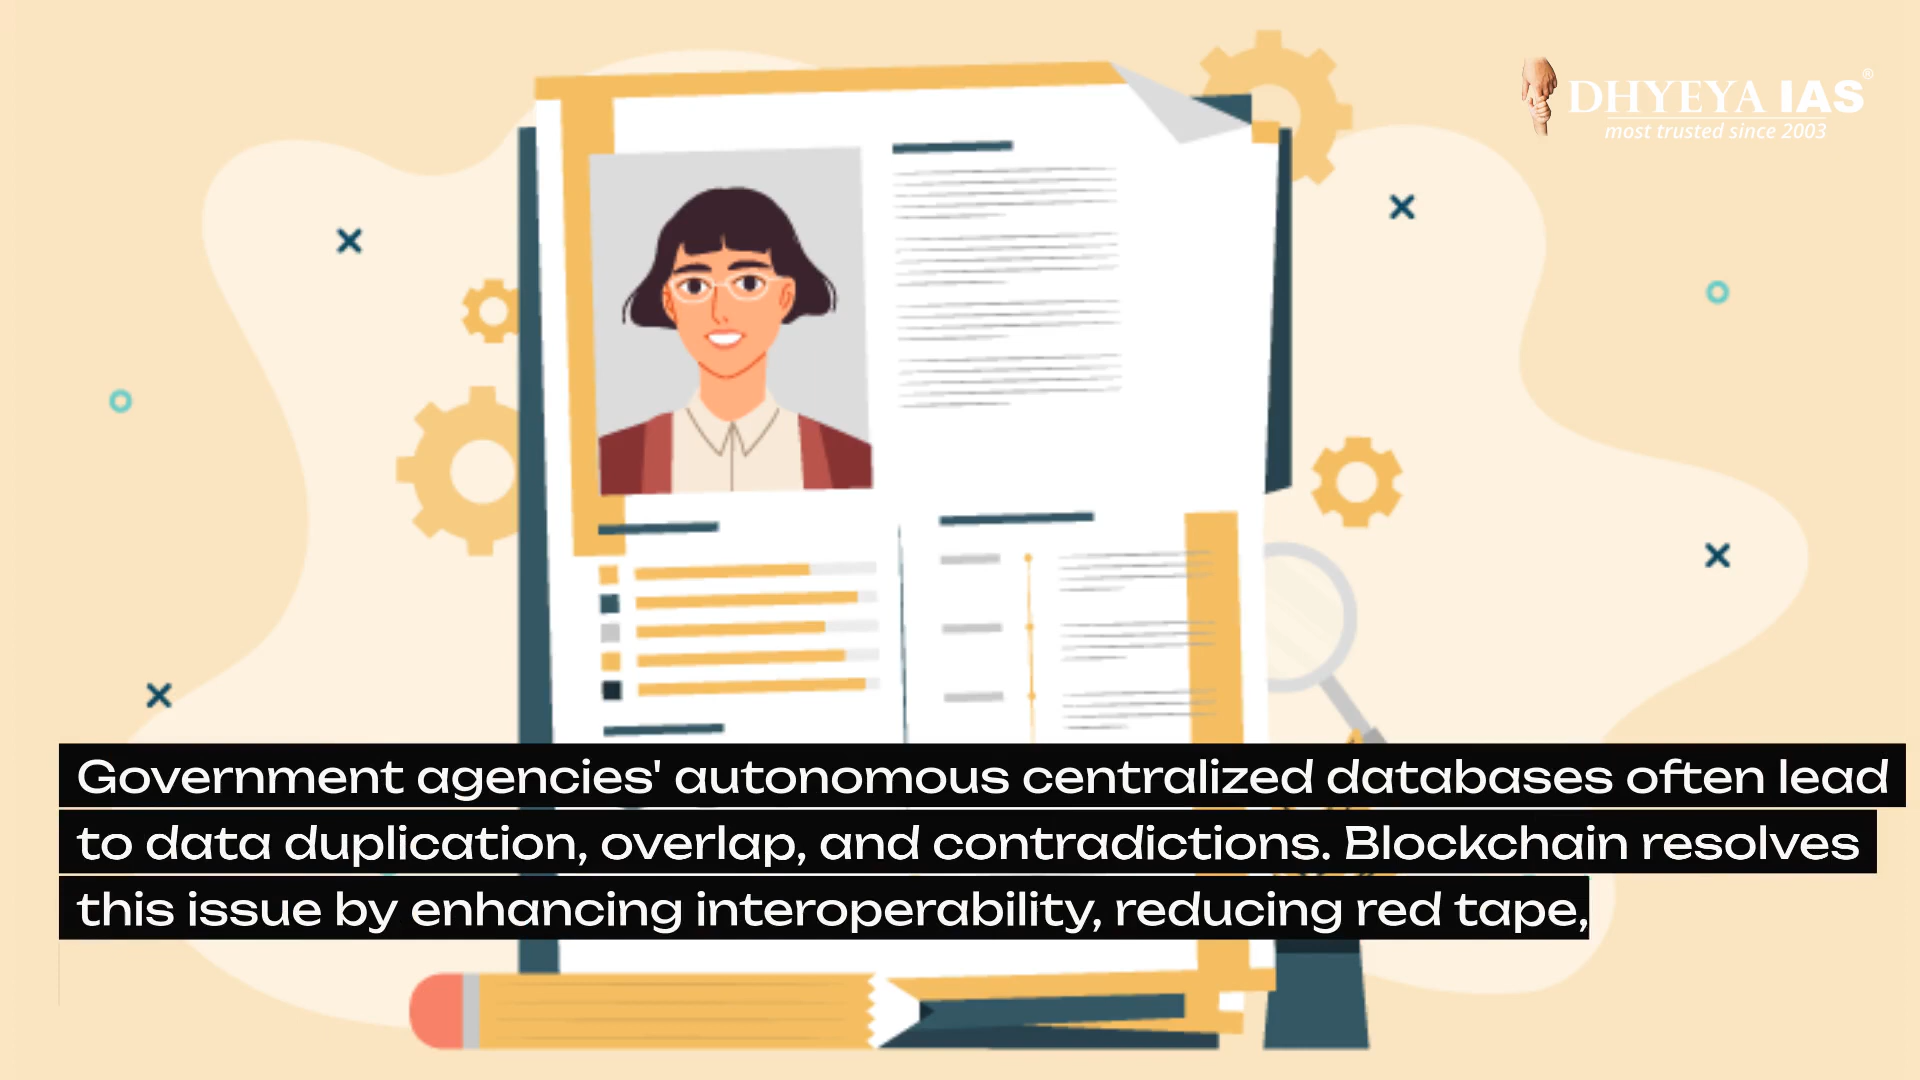 DHYEYA IAS®
most trusted since 2003
Government agencies' autonomous centralized databases often lead
to data duplication, overlap, and contradictions. Blockchain resolves
this issue by enhancing interoperability, reducing red tape,